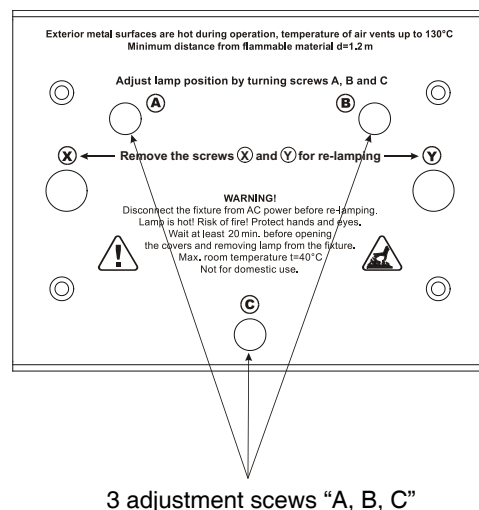 Exterior metal surfaces are hot during operation, temperature of air vents up to 130°C
Minimum distance from flammable material d=1.2 m
Adjust lamp position by turning screws A, B and C
A B
X Remove the screws X and Y for re-lamping Y
WARNING!
Disconnect the fixture from AC power before re-lamping.
Lamp is hot! Risk of fire! Protect hands and eyes.
Wait at least 20 min. before opening
the covers and removing lamp from the fixture.
Max. room temperature t=40°C
Not for domestic use.
C
3 adjustment scews “A, B, C”